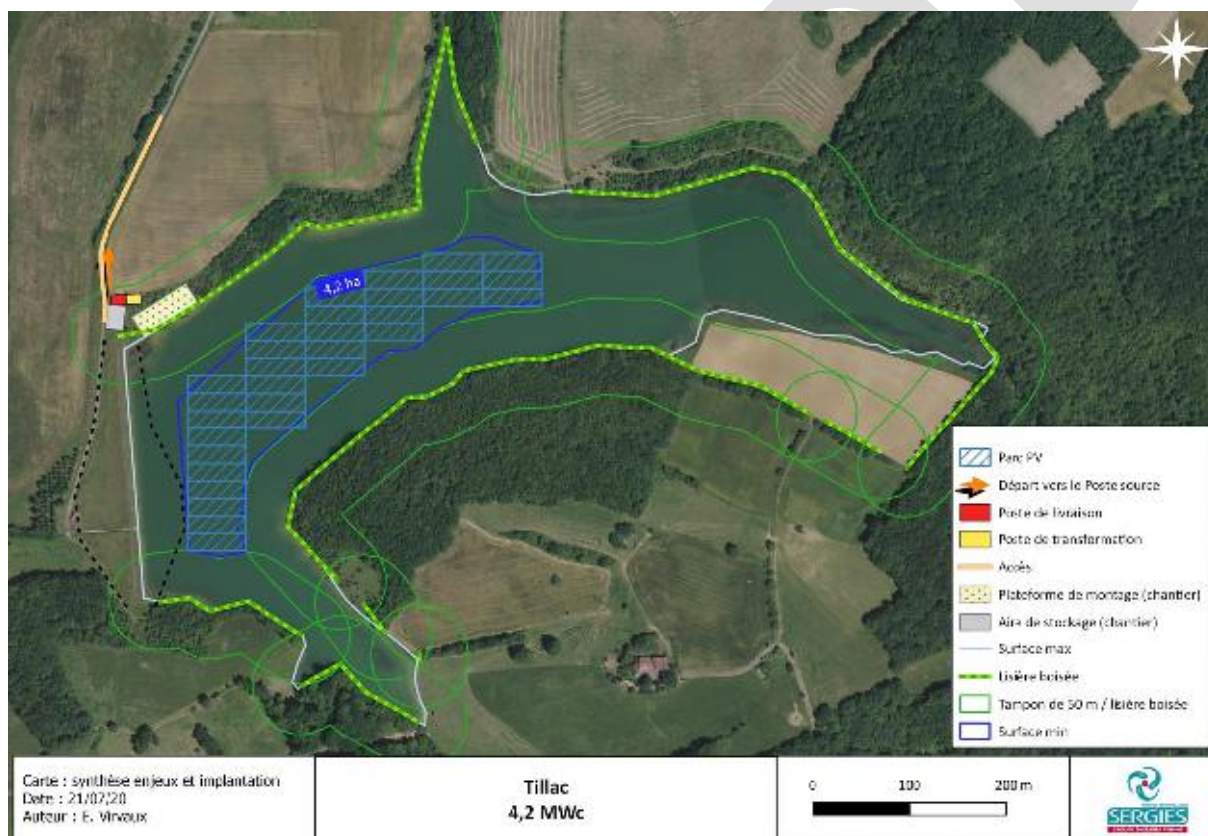 4,2 ha
Parc PV
Départ vers le Poste source
Poste de livraison
Poste de transformation
Accès
Plateforme de montage (chantier)
Aire de stockage (chantier)
Surface max
Lisière boisée
Tampon de 50 m / lisière boisée
Surface min
Carte : synthèse enjeux et implantation
Date : 21/07/20
Auteur : E. Virvaux
Tillac
4,2 MWc
0 100 200 m
SERGIES